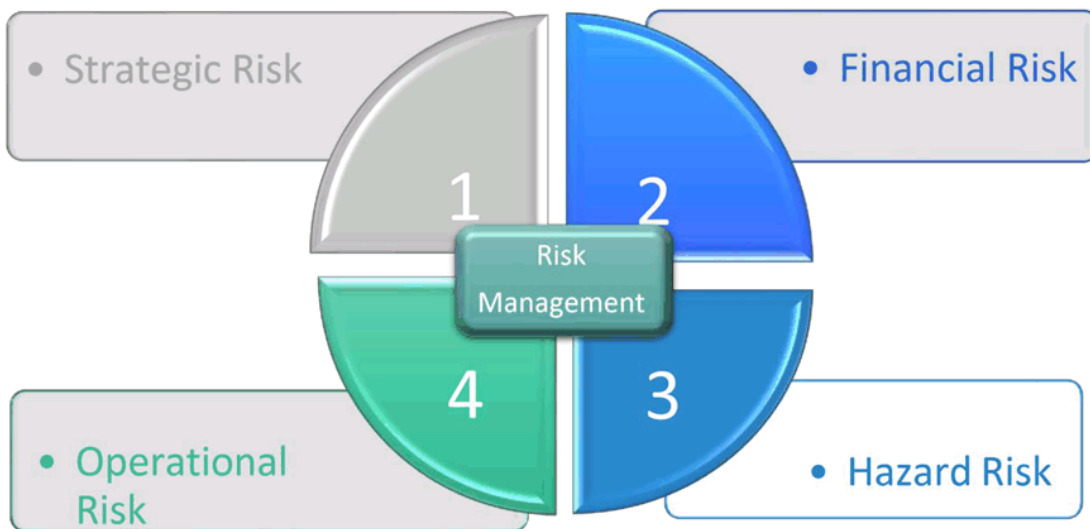 • Strategic Risk
• Financial Risk
1
2
Risk
Management
4
3
• Operational
Risk
• Hazard Risk